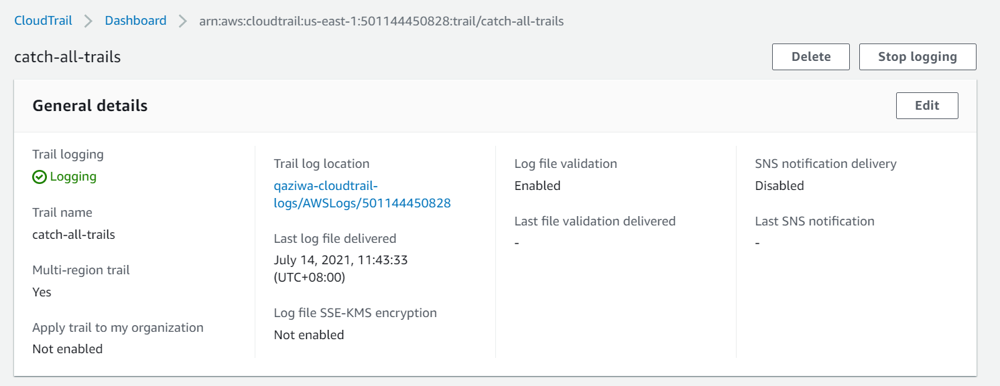 CloudTrail > Dashboard > arn:aws:cloudtrail:us-east-1:501144450828:trail/catch-all-trails
catch-all-trails
Delete
Stop logging
General details
Edit
Trail logging
Logging
Trail name
catch-all-trails
Multi-region trail
Yes
Apply trail to my organization
Not enabled
Trail log location
qaziwa-cloudtrail-
logs/AWSLogs/501144450828
Last log file delivered
July 14, 2021, 11:43:33
(UTC+08:00)
Log file SSE-KMS encryption
Not enabled
Log file validation
Enabled
Last file validation delivered
-
SNS notification delivery
Disabled
Last SNS notification
-